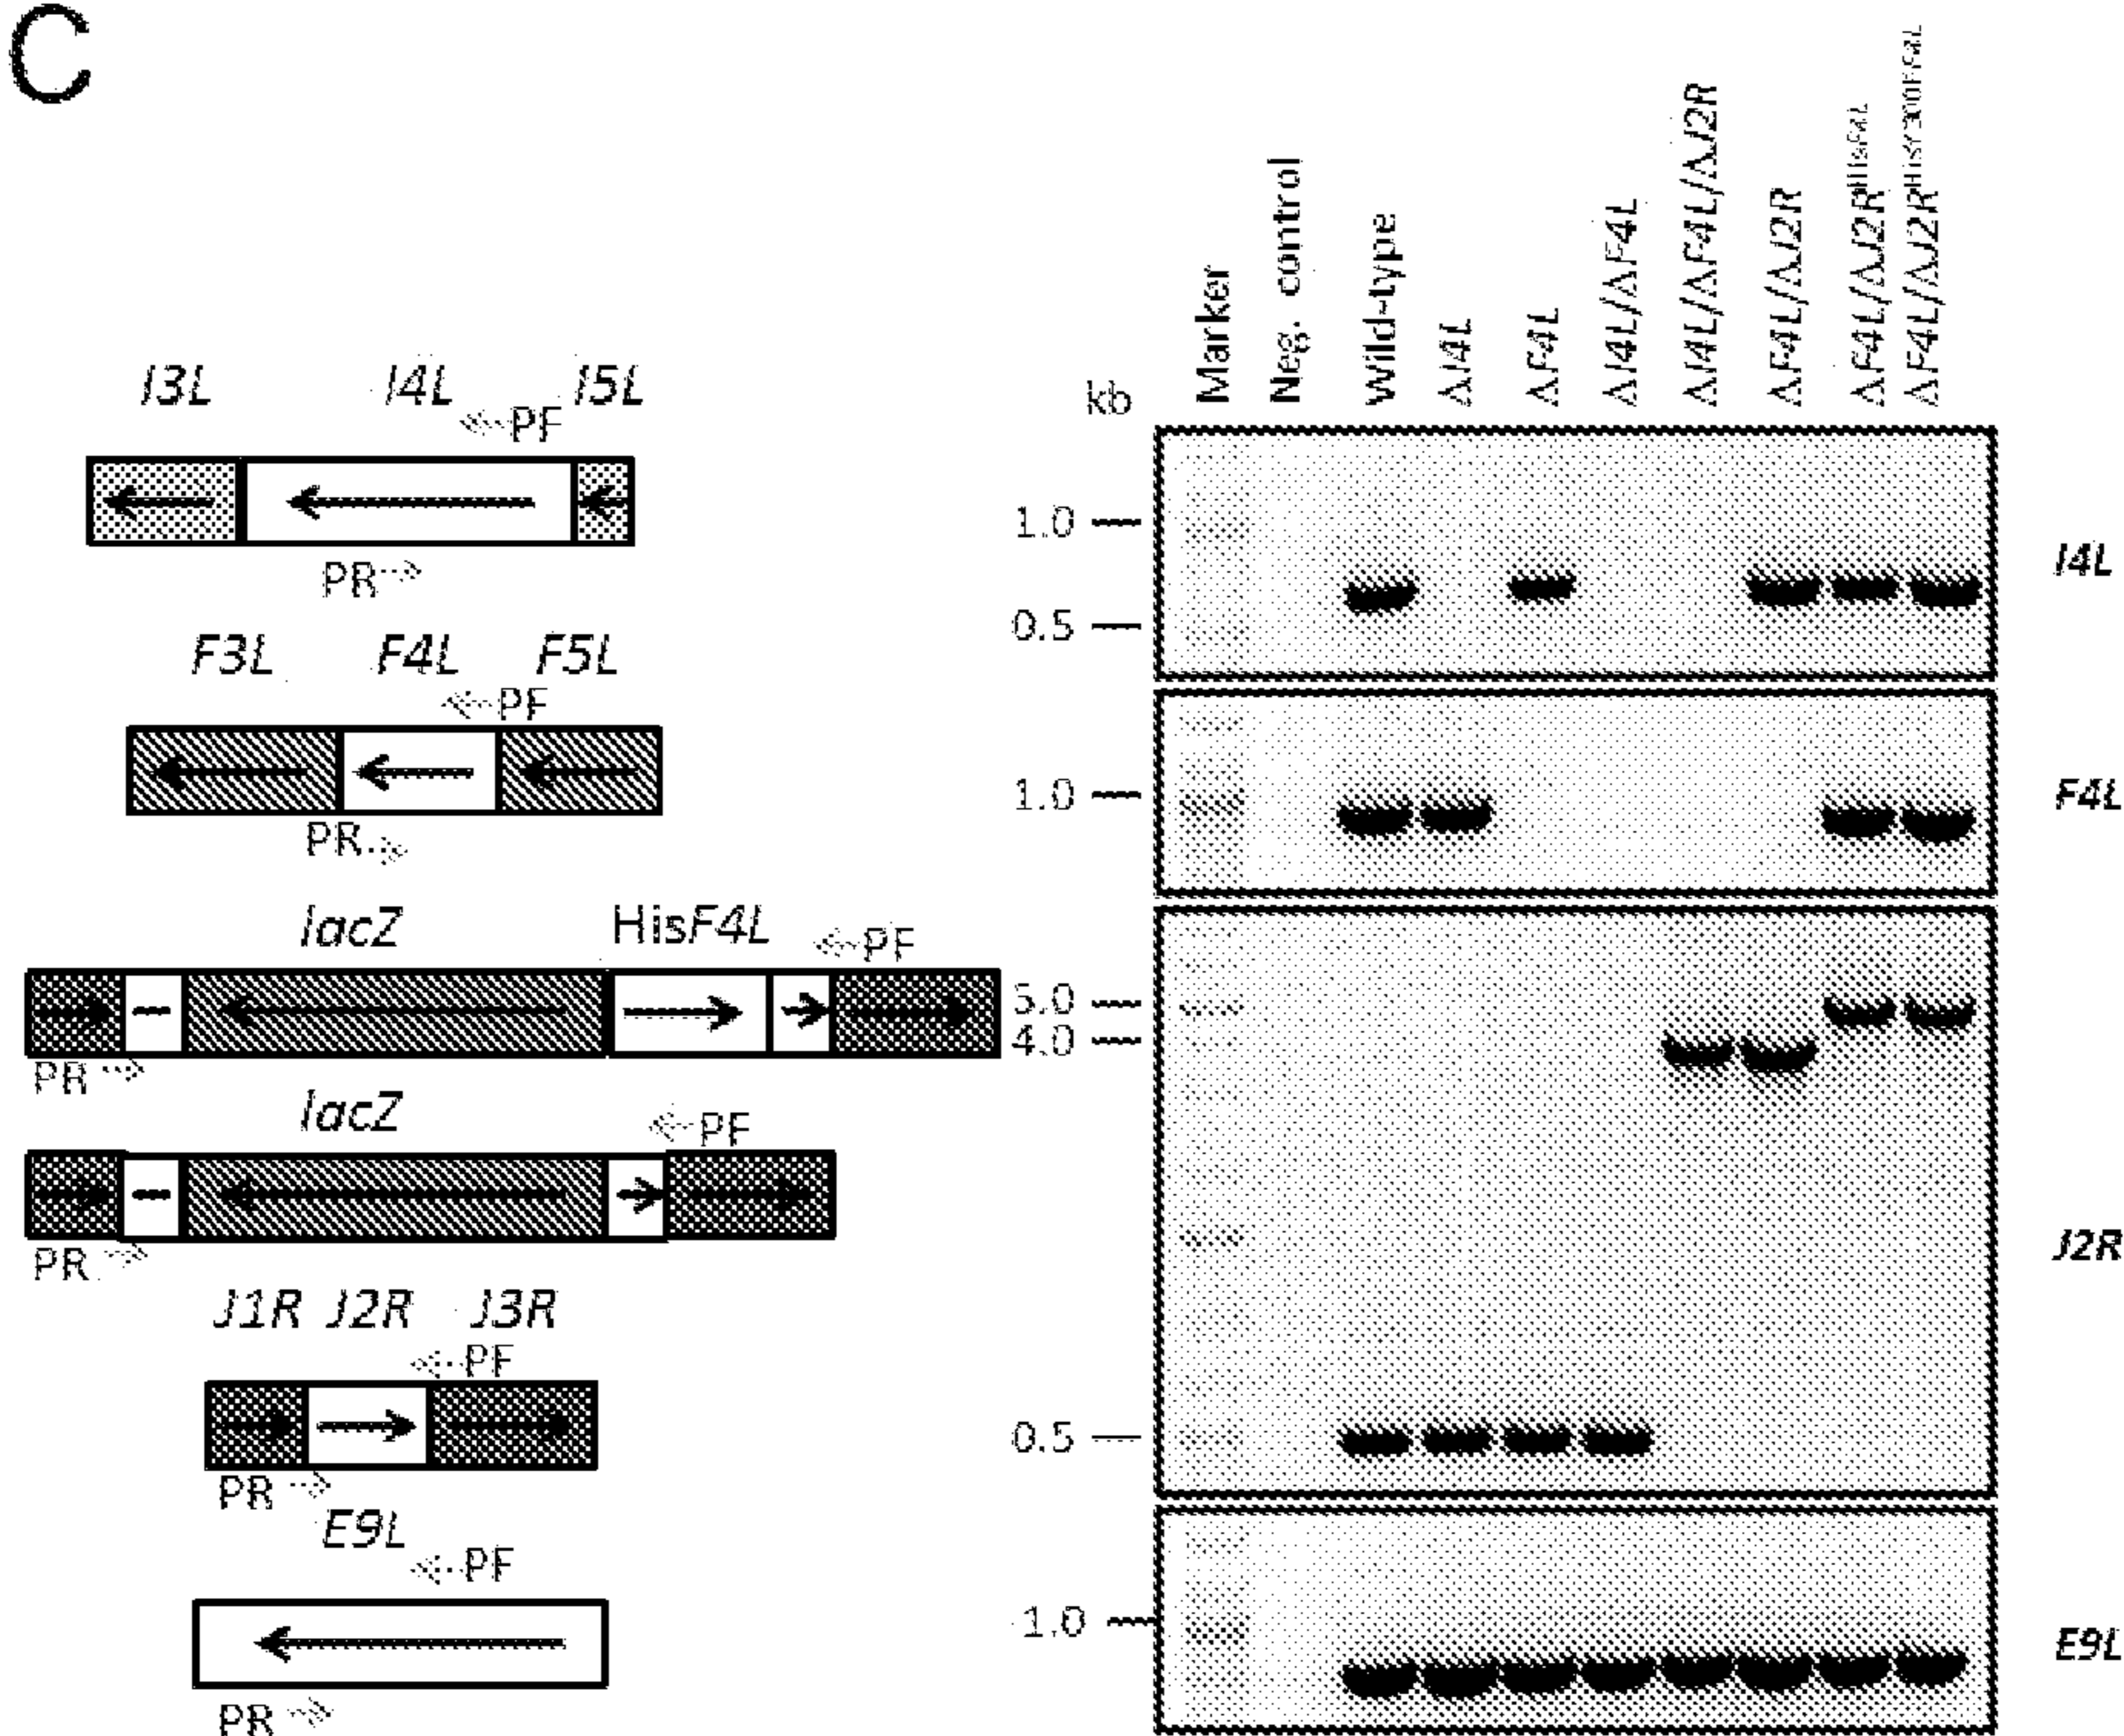 C
I3L I4L I5L
PF
PR
F3L F4L F5L
PF
PR
lacZ HisF4L PF
PR
lacZ PF
PR
J1R J2R J3R
PF
PR
E9L
PF
PR
kb
Marker
Neg. control
Wild-type
ΔI4L
ΔF4L
ΔI4L/ΔF4L
ΔI4L/ΔF4L/ΔJ2R
ΔF4L/ΔJ2R
ΔF4L/ΔJ2R HisF4L
ΔF4L/ΔJ2R
1.0
0.5
I4L
1.0
F4L
5.0
4.0
0.5
J2R
1.0
E9L